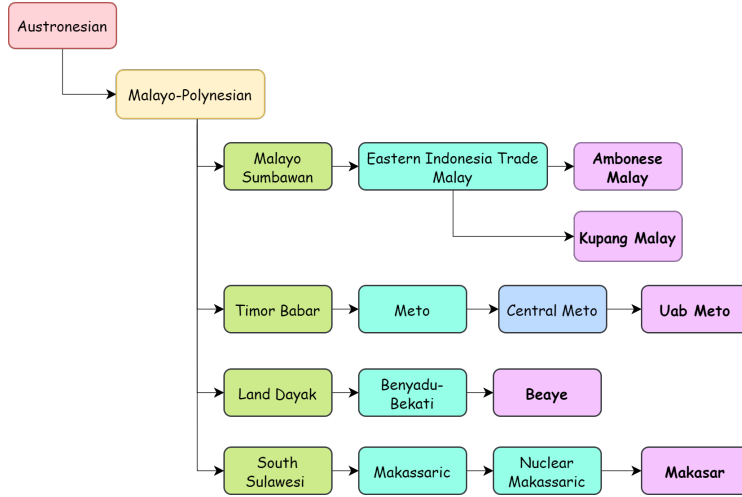 Austronesian
Malayo-Polynesian
Malayo
Sumbawan
Eastern Indonesia Trade
Malay
Ambonese
Malay
Kupang Malay
Timor Babar
Meto
Central Meto
Uab Meto
Land Dayak
Benyadu-
Bekati
Beaye
South
Sulawesi
Makassaric
Nuclear
Makassaric
Makasar